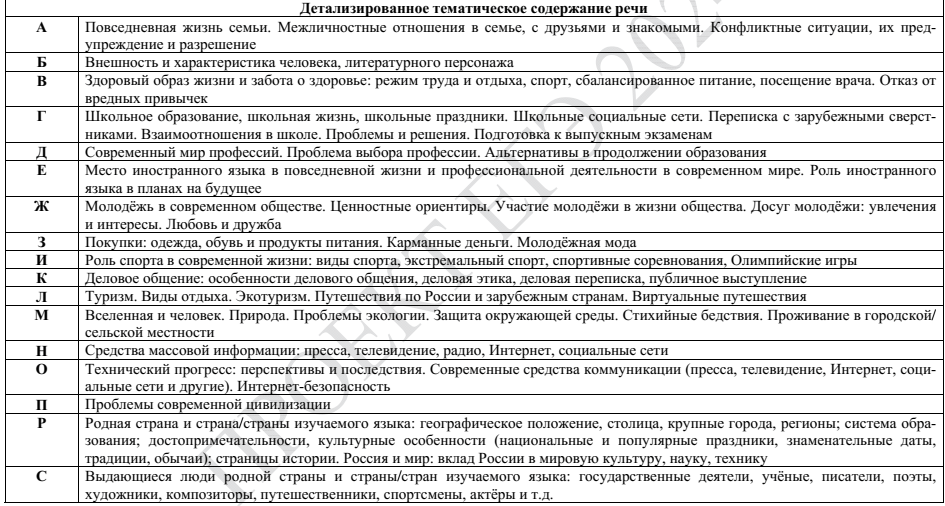 Детализированное тематическое содержание речи
А Повседневная жизнь семьи. Межличностные отношения в семье, с друзьями и знакомыми. Конфликтные ситуации, их пред-
упреждение и разрешение
Б Внешность и характеристика человека, литературного персонажа
В Здоровый образ жизни и забота о здоровье: режим труда и отдыха, спорт, сбалансированное питание, посещение врача. Отказ от
вредных привычек
Г Школьное образование, школьная жизнь, школьные праздники. Школьные социальные сети. Переписка с зарубежными сверст-
никами. Взаимоотношения в школе. Проблемы и решения. Подготовка к выпускным экзаменам
Д Современный мир профессий. Проблема выбора профессии. Альтернативы в продолжении образования
Е Место иностранного языка в повседневной жизни и профессиональной деятельности в современном мире. Роль иностранного
языка в планах на будущее
Ж Молодёжь в современном обществе. Ценностные ориентиры. Участие молодёжи в жизни общества. Досуг молодёжи: увлечения
и интересы. Любовь и дружба
З Покупки: одежда, обувь и продукты питания. Карманные деньги. Молодёжная мода
И Роль спорта в современной жизни: виды спорта, экстремальный спорт, спортивные соревнования, Олимпийские игры
К Деловое общение: особенности делового общения, деловая этика, деловая переписка, публичное выступление
Л Туризм. Виды отдыха. Экотуризм. Путешествия по России и зарубежным странам. Виртуальные путешествия
М Вселенная и человек. Природа. Проблемы экологии. Защита окружающей среды. Стихийные бедствия. Проживание в городской/
сельской местности
Н Средства массовой информации: пресса, телевидение, радио, Интернет, социальные сети
О Технический прогресс: перспективы и последствия. Современные средства коммуникации (пресса, телевидение, Интернет, соци-
альные сети и другие). Интернет-безопасность
П Проблемы современной цивилизации
Р Родная страна и страна/страны изучаемого языка: географическое положение, столица, крупные города, регионы; система обра-
зования; достопримечательности, культурные особенности (национальные и популярные праздники, знаменательные даты,
традиции, обычаи); страницы истории. Россия и мир: вклад России в мировую культуру, науку, технику
С Выдающиеся люди родной страны и страны/стран изучаемого языка: государственные деятели, учёные, писатели, поэты,
художники, композиторы, путешественники, спортсмены, актёры и т.д.
ПРОЕКТ ЕГЭ